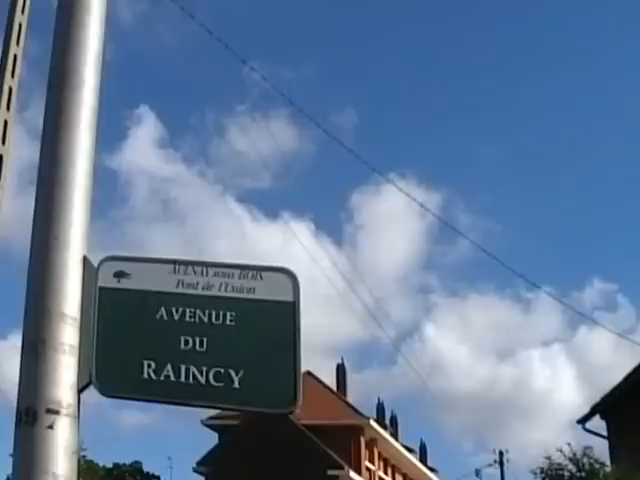 AULNAY sous BOIS
Pont de l'Union
AVENUE
DU
RAINCY